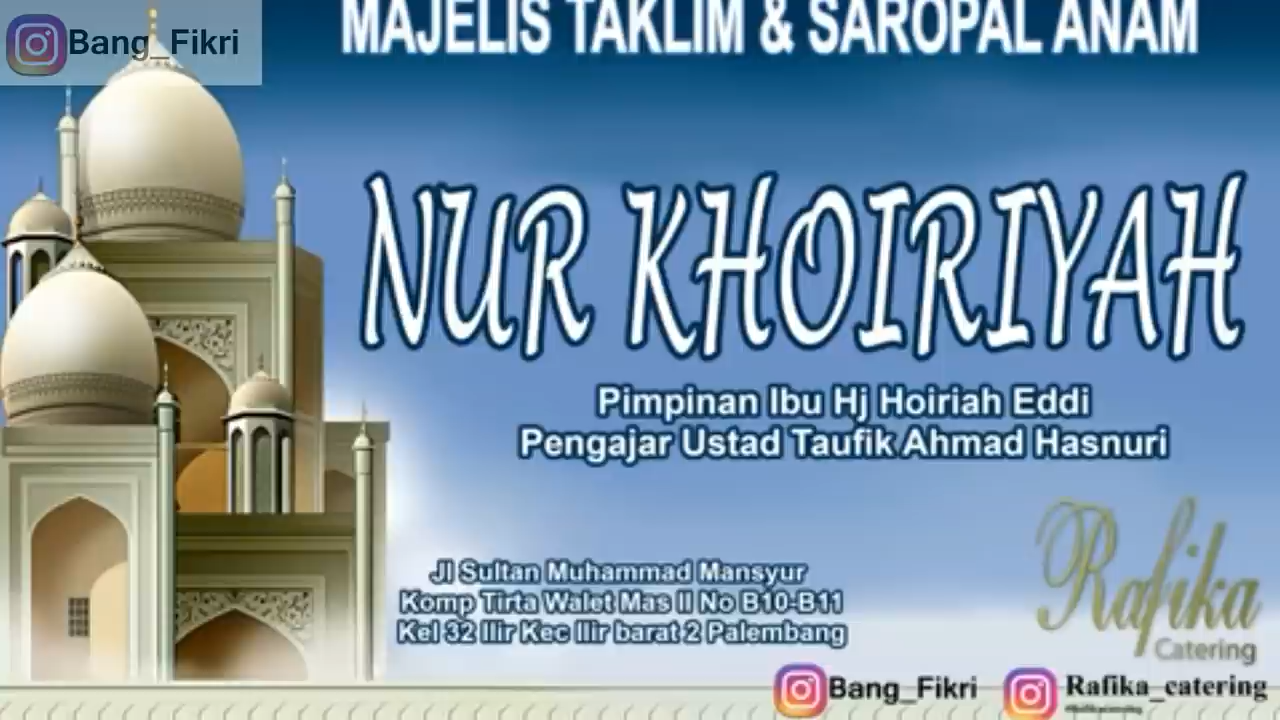 Bang_Fikri
MAJELIS TAKLIM & SAROPAL ANAM
NUR KHOIRIYAH
Pimpinan Ibu Hj Hoiriah Eddi
Pengajar Ustad Taufik Ahmad Hasnuri
Jl Sultan Muhammad Mansyur
Komp Tirta Walet Mas II No B10-B11
Kel 32 Ilir Kec Ilir barat 2 Palembang
Rafika
Catering
Bang_Fikri
Rafika_catering